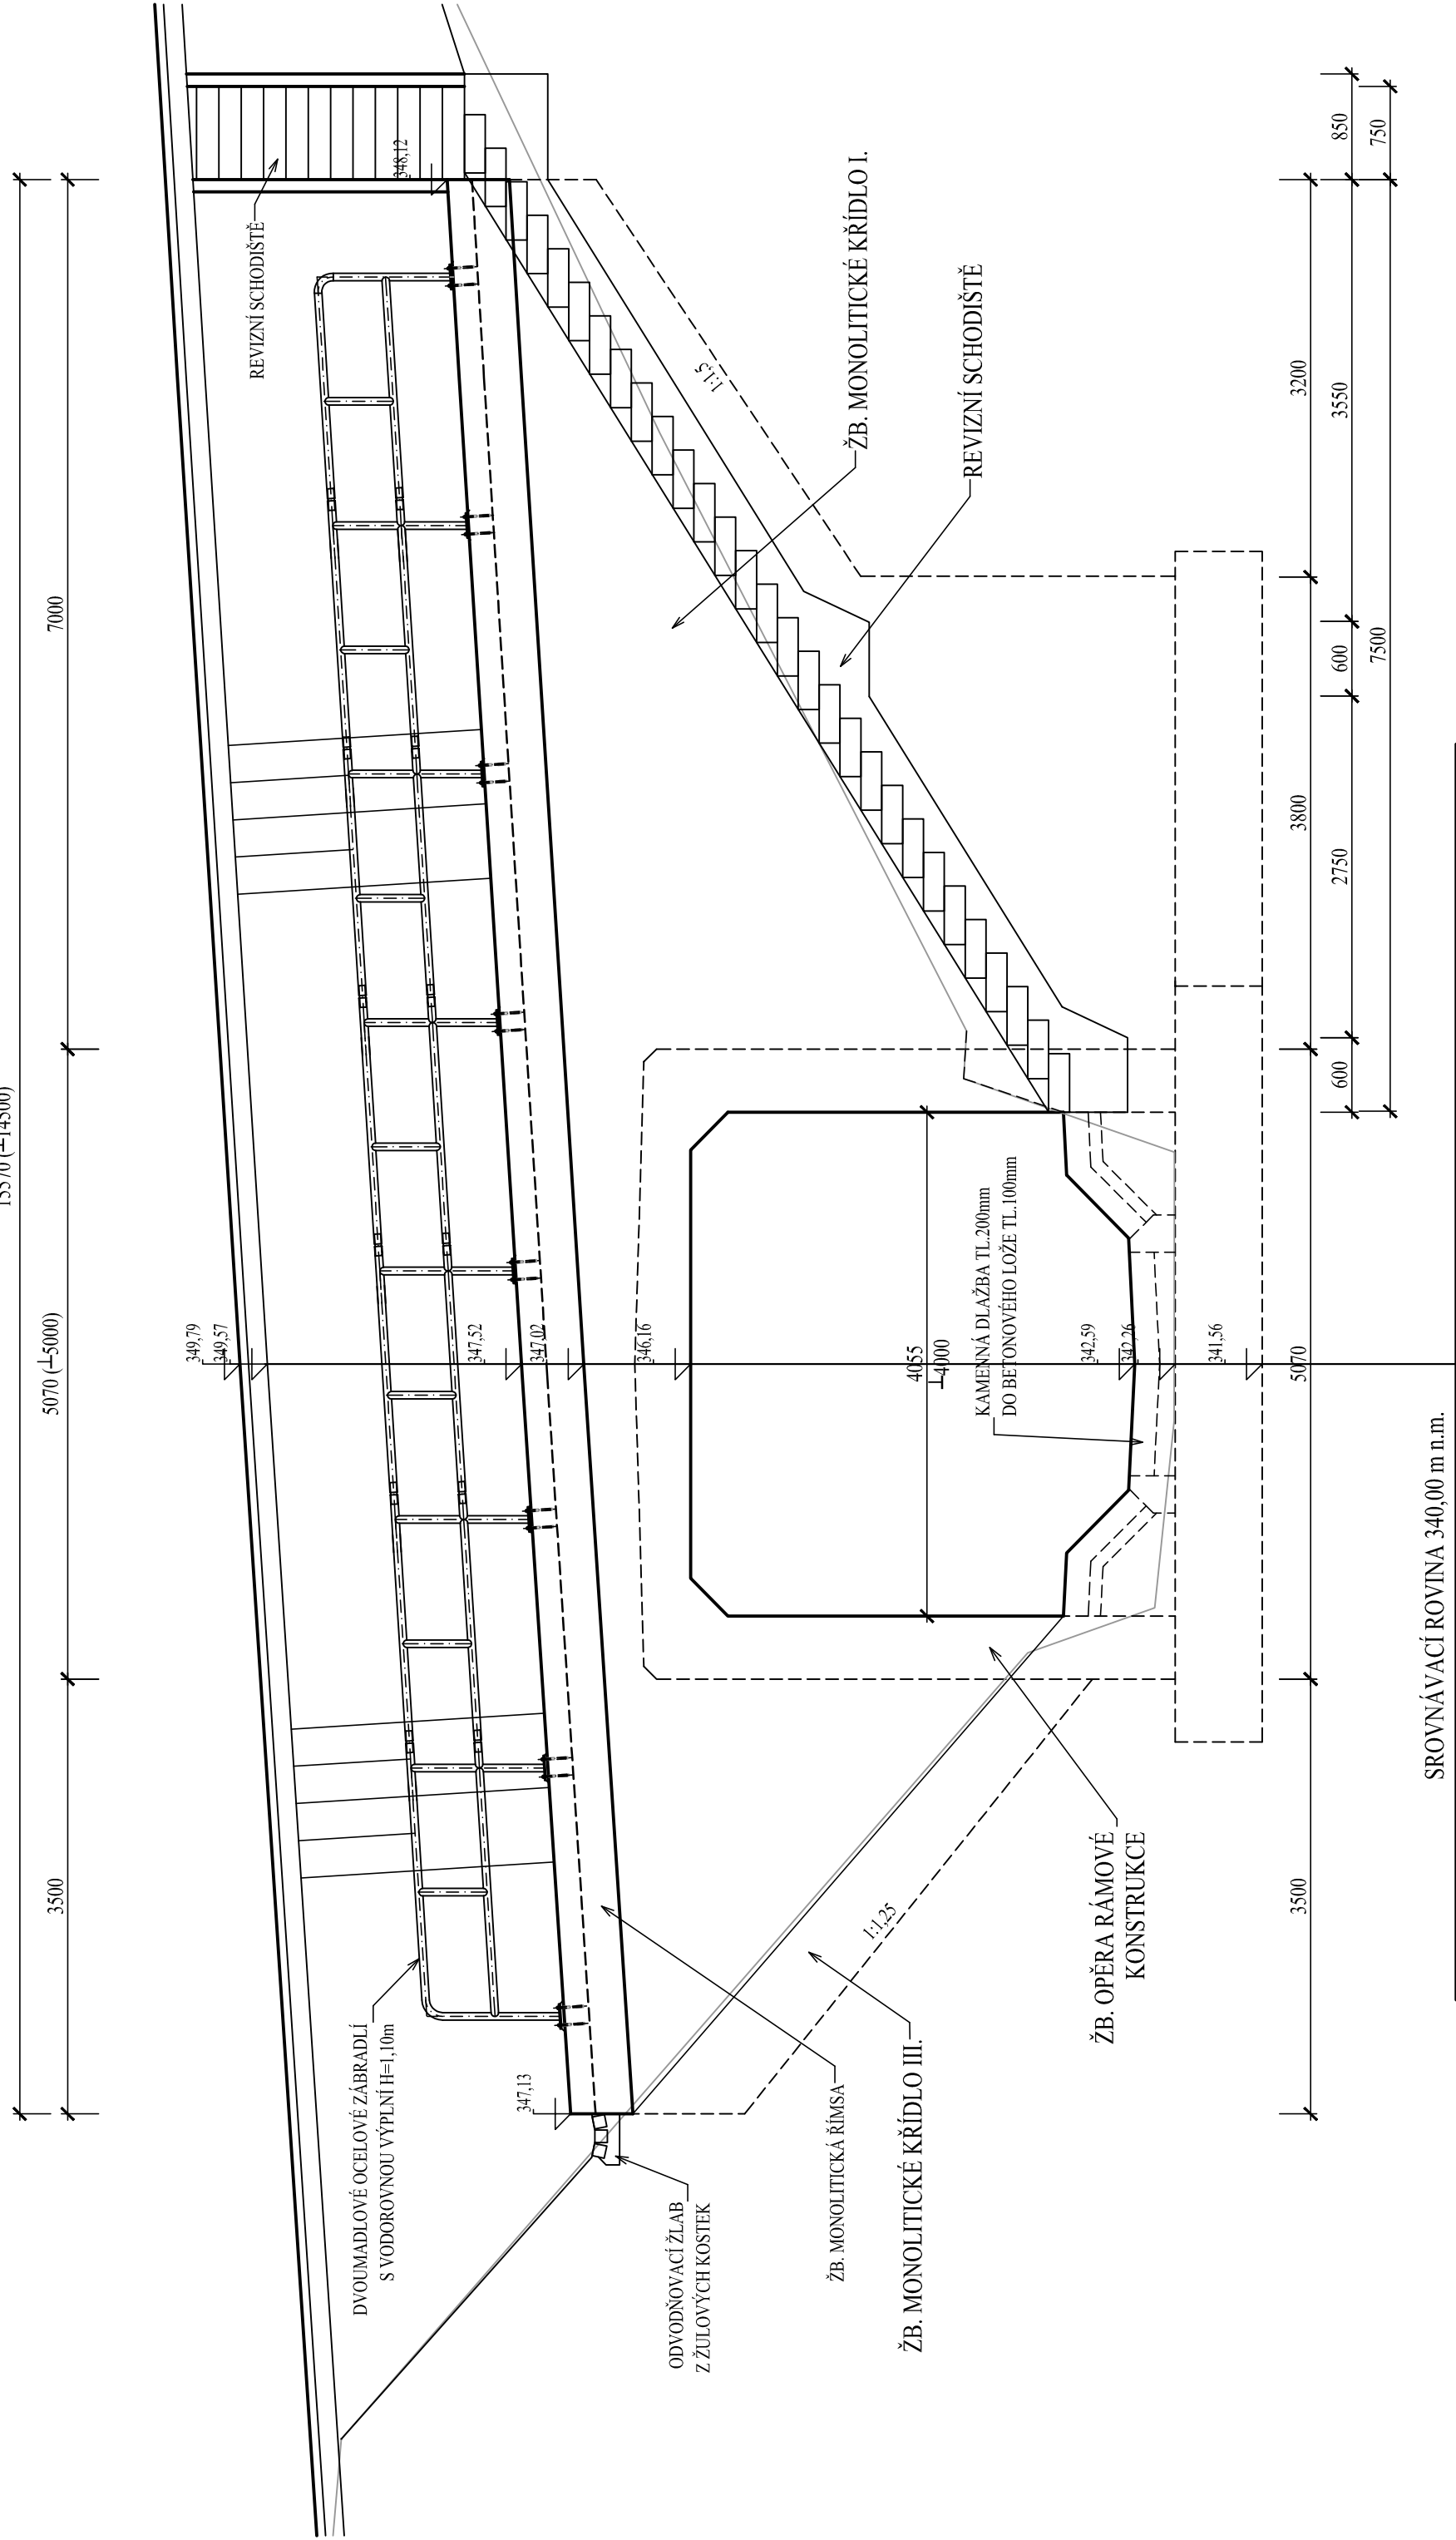 15570 (⊥14500)
3500
5070 (⊥5000)
7000
DVOUMADLOVÉ OCELOVÉ ZÁBRADLÍ
S VODOROVNOU VÝPLNÍ H=1,10m
REVIZNÍ SCHODIŠTĚ
349,79
349,57
347,52
347,02
346,16
348,12
347,13
ODVODŇOVACÍ ŽLAB
Z ŽULOVÝCH KOSTEK
ŽB. MONOLITICKÁ ŘÍMSA
ŽB. MONOLITICKÉ KŘÍDLO III.
1:1,25
ŽB. OPĚRA RÁMOVÉ
KONSTRUKCE
4055
⊥4000
KAMENNÁ DLAŽBA TL.200mm
DO BETONOVÉHO LOŽE TL.100mm
342,59
342,26
341,56
1:1,5
ŽB. MONOLITICKÉ KŘÍDLO I.
REVIZNÍ SCHODIŠTĚ
3500
5070
3800
3200
600
2750
600
3550
850
7500
750
SROVNÁVACÍ ROVINA 340,00 m n.m.